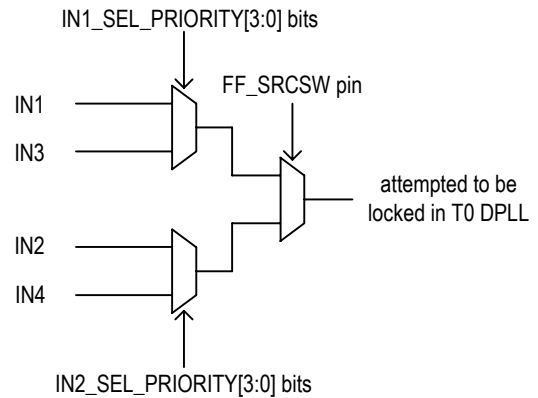 IN1_SEL_PRIORITY[3:0] bits
FF_SRCSW pin
IN1
IN3
attempted to be
locked in T0 DPLL
IN2
IN4
IN2_SEL_PRIORITY[3:0] bits